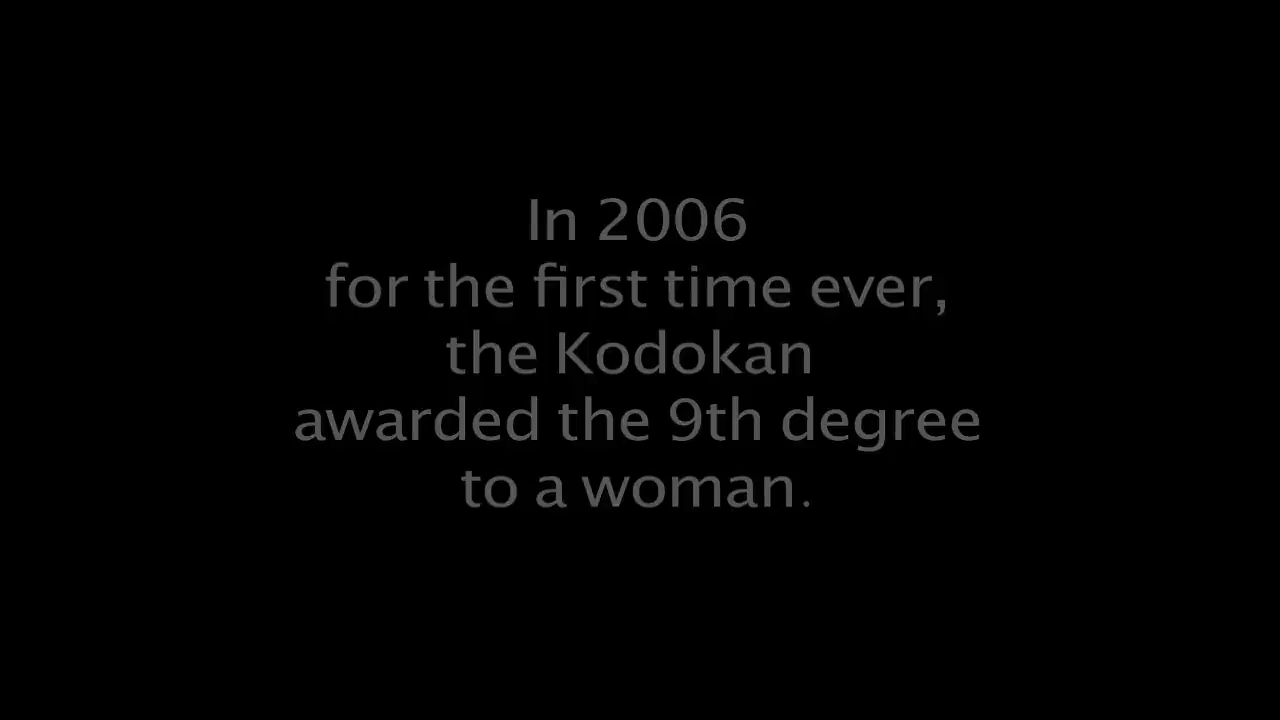 In 2006
for the first time ever,
the Kodokan
awarded the 9th degree
to a woman.